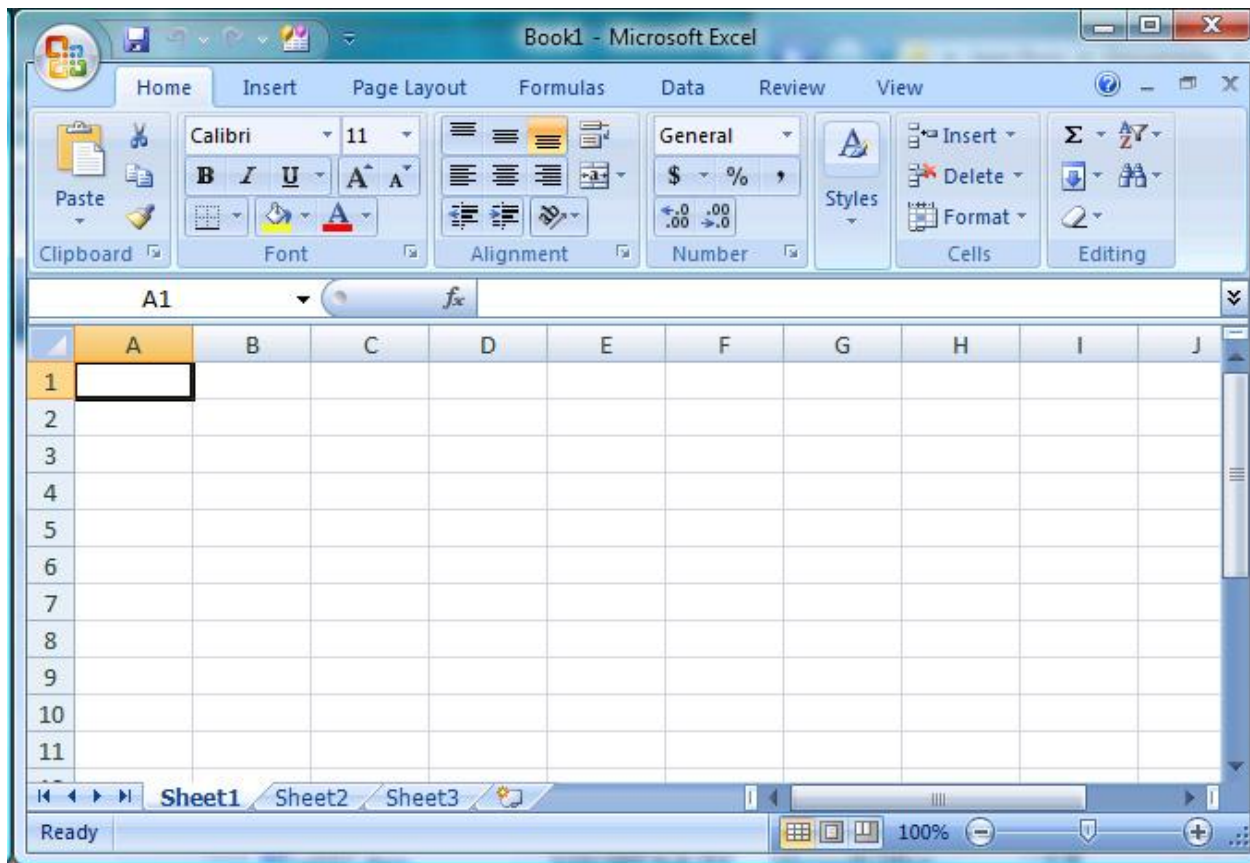 Book1 - Microsoft Excel
Home Insert Page Layout Formulas Data Review View
Calibri 11 General Insert Σ
Paste B I U A A $ % , Styles Delete
A .00 .0 Format
Clipboard Font Alignment Number Cells Editing
A1 fx
A B C D E F G H I J
1
2
3
4
5
6
7
8
9
10
11
Sheet1 Sheet2 Sheet3
Ready 100%